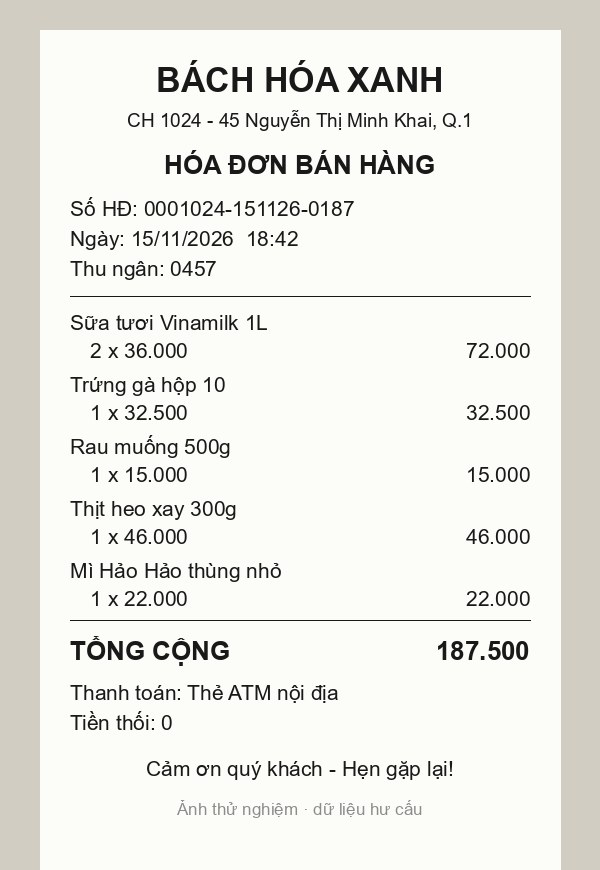 BÁCH HÓA XANH
CH 1024 - 45 Nguyễn Thị Minh Khai, Q.1
HÓA ĐƠN BÁN HÀNG
Số HĐ: 0001024-151126-0187
Ngày: 15/11/2026  18:42
Thu ngân: 0457
Sữa tươi Vinamilk 1L
2 x 36.000 72.000
Trứng gà hộp 10
1 x 32.500 32.500
Rau muống 500g
1 x 15.000 15.000
Thịt heo xay 300g
1 x 46.000 46.000
Mì Hảo Hảo thùng nhỏ
1 x 22.000 22.000
TỔNG CỘNG 187.500
Thanh toán: Thẻ ATM nội địa
Tiền thối: 0
Cảm ơn quý khách - Hẹn gặp lại!
Ảnh thử nghiệm · dữ liệu hư cấu